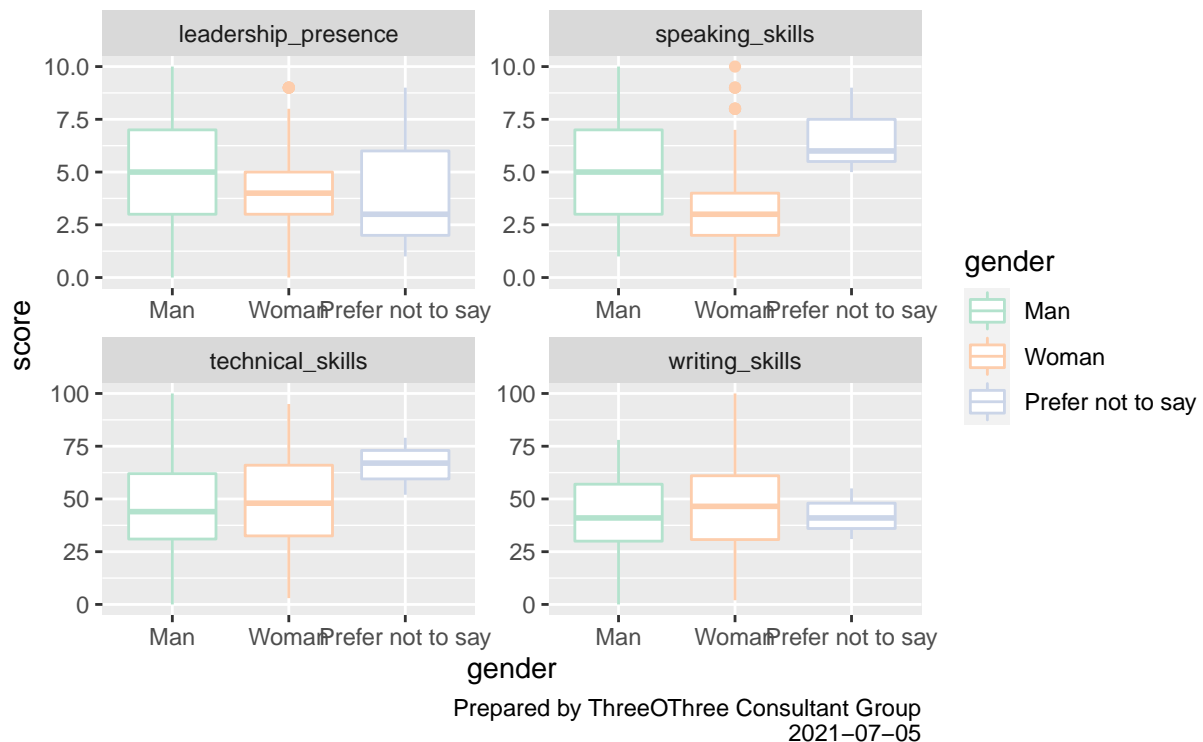 leadership_presence
speaking_skills
10.0
7.5
5.0
2.5
0.0
10.0
7.5
5.0
2.5
0.0
Man
Woman
Prefer not to say
Man
Woman
Prefer not to say
score
technical_skills
writing_skills
100
75
50
25
0
100
75
50
25
0
Man
Woman
Prefer not to say
Man
Woman
Prefer not to say
gender
gender
Man
Woman
Prefer not to say
Prepared by ThreeOThree Consultant Group
2021−07−05